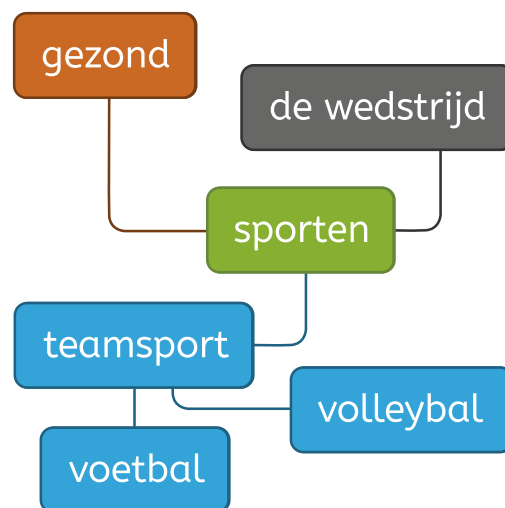 gezond
de wedstrijd
sporten
teamsport
volleybal
voetbal